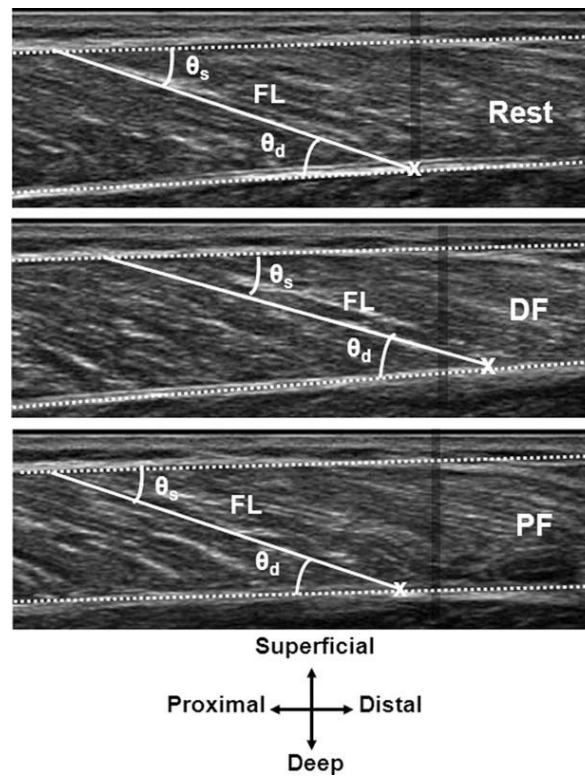 θs
FL
Rest
θd
x
θs
FL
DF
θd
x
θs
FL
PF
θd
x
Superficial
Proximal Distal
Deep